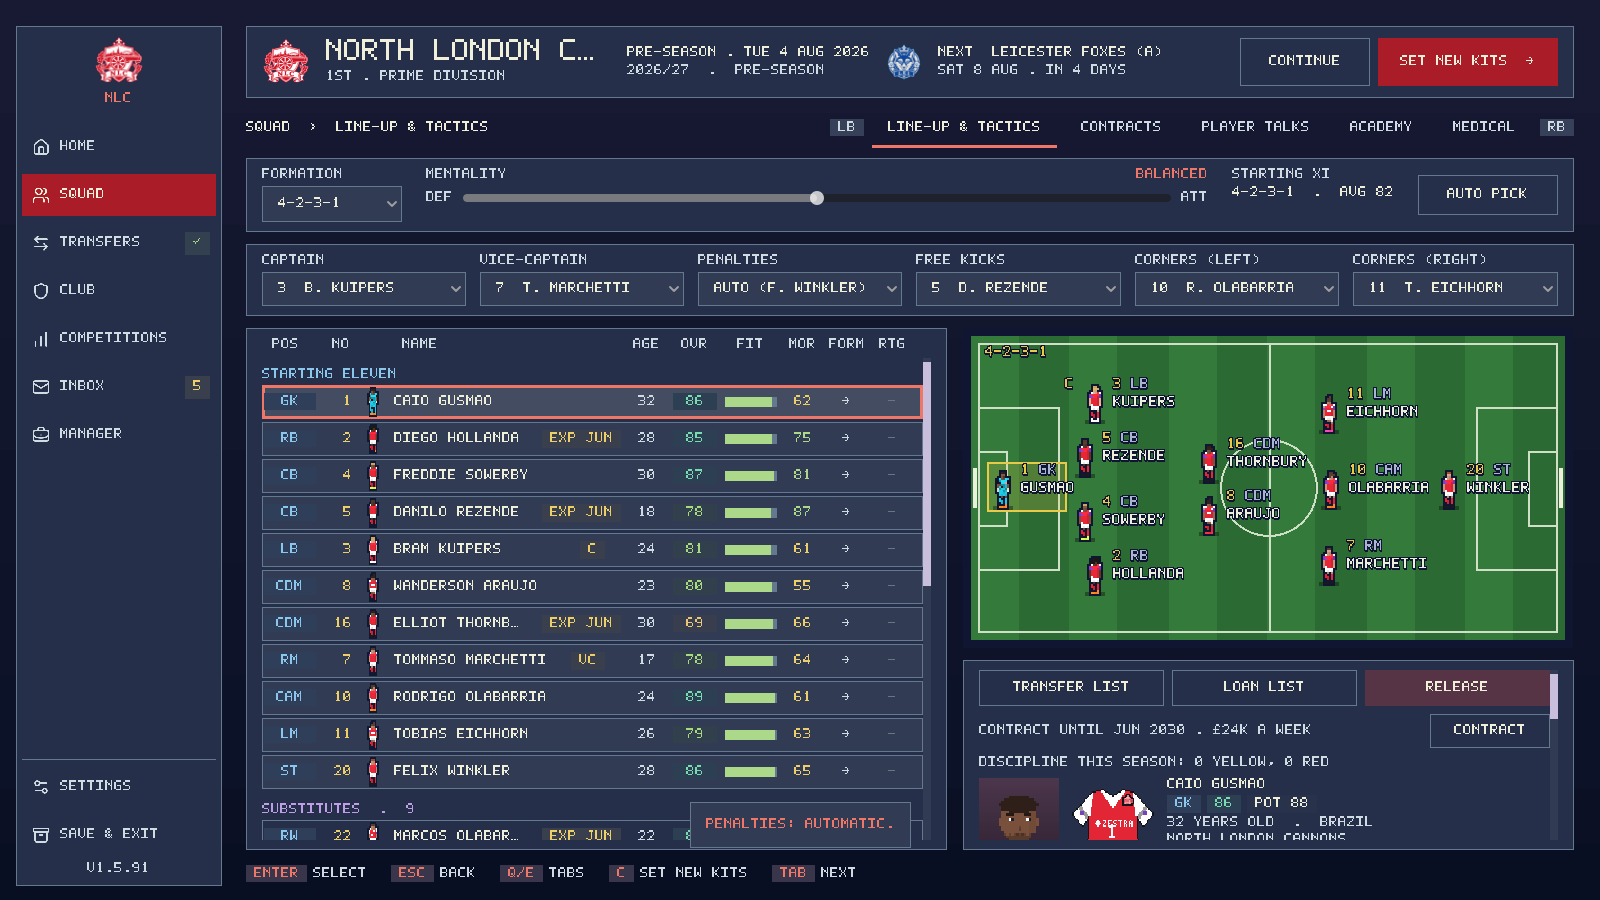 NLC
HOME
SQUAD
TRANSFERS
CLUB
COMPETITIONS
INBOX 5
MANAGER
SETTINGS
SAVE & EXIT
V1.5.91
NORTH LONDON C...
1ST . PRIME DIVISION
PRE-SEASON . TUE 4 AUG 2026
2026/27 . PRE-SEASON
NEXT LEICESTER FOXES (A)
SAT 8 AUG . IN 4 DAYS
CONTINUE
SET NEW KITS →
SQUAD > LINE-UP & TACTICS
LB LINE-UP & TACTICS CONTRACTS PLAYER TALKS ACADEMY MEDICAL RB
FORMATION
4-2-3-1
MENTALITY BALANCED
DEF ATT
STARTING XI
4-2-3-1 . AVG 82
AUTO PICK
CAPTAIN VICE-CAPTAIN PENALTIES FREE KICKS CORNERS (LEFT) CORNERS (RIGHT)
3 B. KUIPERS 7 T. MARCHETTI AUTO (F. WINKLER) 5 D. REZENDE 10 R. OLABARRIA 11 T. EICHHORN
POS NO NAME AGE OVR FIT MOR FORM RTG
STARTING ELEVEN
GK 1 CAIO GUSMAO 32 86 62 → –
RB 2 DIEGO HOLLANDA EXP JUN 28 85 75 → –
CB 4 FREDDIE SOWERBY 30 87 81 → –
CB 5 DANILO REZENDE EXP JUN 18 78 87 → –
LB 3 BRAM KUIPERS C 24 81 61 → –
CDM 8 WANDERSON ARAUJO 23 80 55 → –
CDM 16 ELLIOT THORNB… EXP JUN 30 69 66 → –
RM 7 TOMMASO MARCHETTI VC 17 78 64 → –
CAM 10 RODRIGO OLABARRIA 24 89 61 → –
LM 11 TOBIAS EICHHORN 26 79 63 → –
ST 20 FELIX WINKLER 28 86 65 → –
SUBSTITUTES . 9
RW 22 MARCOS OLABAR… EXP JUN 22
PENALTIES: AUTOMATIC.
4-2-3-1
C 3 LB
KUIPERS
11 LM
EICHHORN
5 CB
REZENDE
16 CDM
THORNBURY
1 GK
GUSMAO
10 CAM
OLABARRIA
20 ST
WINKLER
4 CB
SOWERBY
8 CDM
ARAUJO
7 RM
MARCHETTI
2 RB
HOLLANDA
TRANSFER LIST LOAN LIST RELEASE
CONTRACT UNTIL JUN 2030 . £24K A WEEK
CONTRACT
DISCIPLINE THIS SEASON: 0 YELLOW, 0 RED
ZESTRA
1
CAIO GUSMAO
GK 86 POT 88
32 YEARS OLD . BRAZIL
NORTH LONDON CANNONS
ENTER SELECT ESC BACK Q/E TABS C SET NEW KITS TAB NEXT